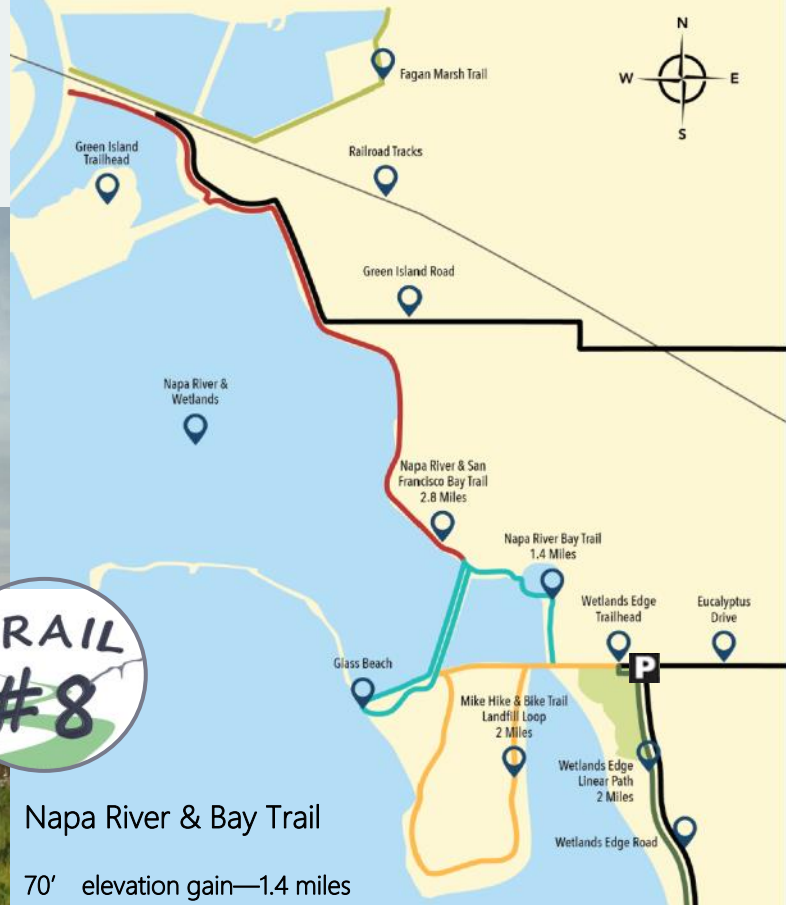 N
W
E
S
Fagan Marsh Trail
Green Island
Trailhead
Railroad Tracks
Green Island Road
Napa River &
Wetlands
Napa River & San
Francisco Bay Trail
2.8 Miles
Napa River Bay Trail
1.4 Miles
Wetlands Edge
Trailhead
Eucalyptus
Drive
P
RAIL
#8
Glass Beach
Mike Hike & Bike Trail
Landfill Loop
2 Miles
Wetlands Edge
Linear Path
2 Miles
Wetlands Edge Road
Napa River & Bay Trail
70' elevation gain—1.4 miles